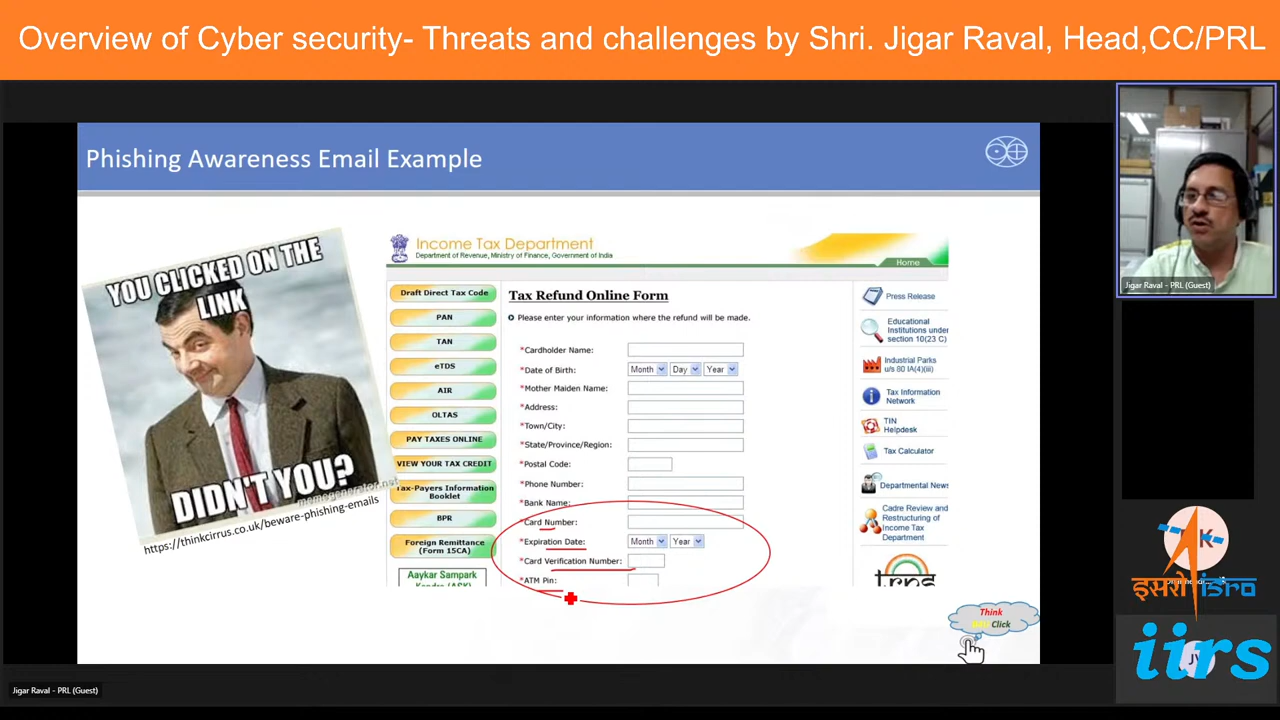 Overview of Cyber security- Threats and challenges by Shri. Jigar Raval, Head,CC/PRL
Phishing Awareness Email Example
YOU CLICKED ON THE
LINK
DIDN'T YOU?
memegenerator.net
https://thinkcirrus.co.uk/beware-phishing-emails
Income Tax Department
Department of Revenue, Ministry of Finance, Government of India
Home
Draft Direct Tax Code
PAN
TAN
eTDS
AIR
OLTAS
PAY TAXES ONLINE
VIEW YOUR TAX CREDIT
Tax-Payers Information
Booklet
BPR
Foreign Remittance
(Form 15CA)
Aaykar Sampark
Kendra (ASK)
Tax Refund Online Form
Please enter your information where the refund will be made.
*Cardholder Name:
*Date of Birth: Month Day Year
*Mother Maiden Name:
*Address:
*Town/City:
*State/Province/Region:
*Postal Code:
*Phone Number:
*Bank Name:
*Card Number:
*Expiration Date: Month Year
*Card Verification Number:
*ATM Pin:
Press Release
Educational
Institutions under
section 10(23 C)
Industrial Parks
u/s 80 IA(4)(iii)
Tax Information
Network
TIN
Helpdesk
Tax Calculator
Departmental News
Cadre Review and
Restructuring of
Income Tax
Department
Think
Click
Jigar Raval - PRL (Guest)
K
इसरो isro
iirs
JY
Jigar Raval - PRL (Guest)